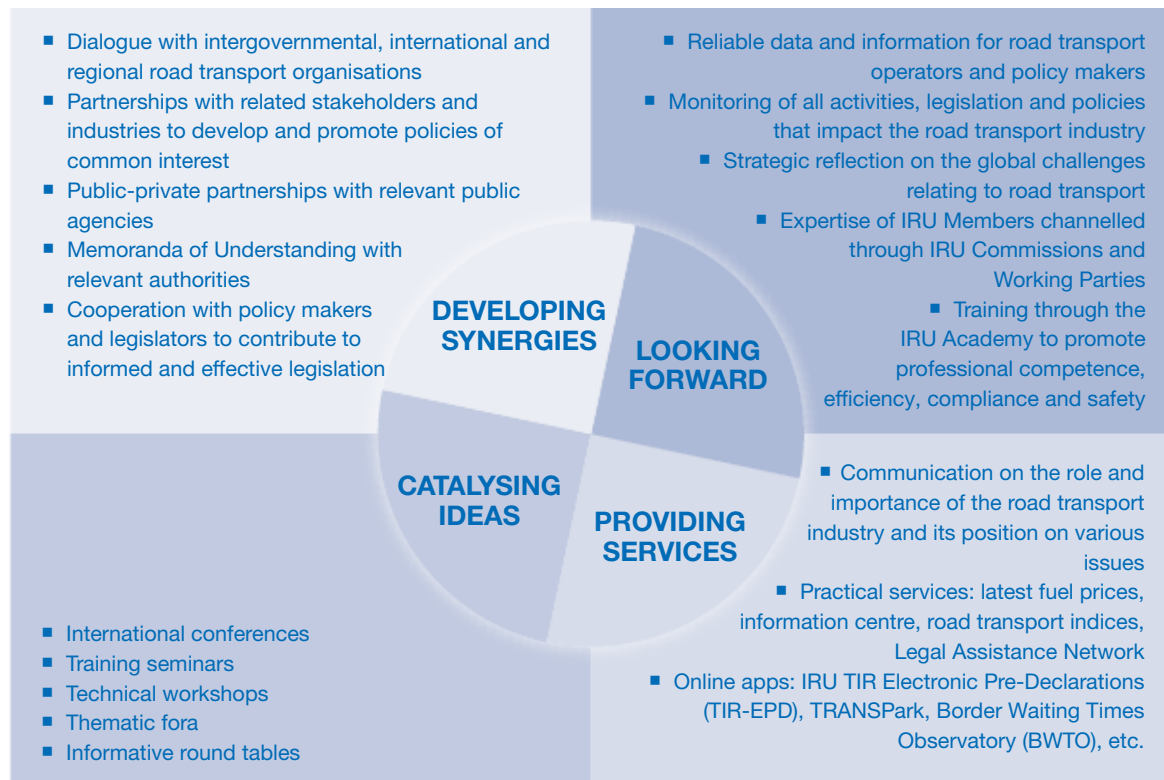 ■ Dialogue with intergovernmental, international and
regional road transport organisations
■ Partnerships with related stakeholders and
industries to develop and promote policies of
common interest
■ Public-private partnerships with relevant public
agencies
■ Memoranda of Understanding with
relevant authorities
■ Cooperation with policy makers
and legislators to contribute to
informed and effective legislation
DEVELOPING
SYNERGIES
■ Reliable data and information for road transport
operators and policy makers
■ Monitoring of all activities, legislation and policies
that impact the road transport industry
■ Strategic reflection on the global challenges
relating to road transport
■ Expertise of IRU Members channelled
through IRU Commissions and
Working Parties
■ Training through the
IRU Academy to promote
professional competence,
efficiency, compliance and safety
LOOKING
FORWARD
CATALYSING
IDEAS
■ International conferences
■ Training seminars
■ Technical workshops
■ Thematic fora
■ Informative round tables
PROVIDING
SERVICES
■ Communication on the role and
importance of the road transport
industry and its position on various
issues
■ Practical services: latest fuel prices,
information centre, road transport indices,
Legal Assistance Network
■ Online apps: IRU TIR Electronic Pre-Declarations
(TIR-EPD), TRANSPark, Border Waiting Times
Observatory (BWTO), etc.